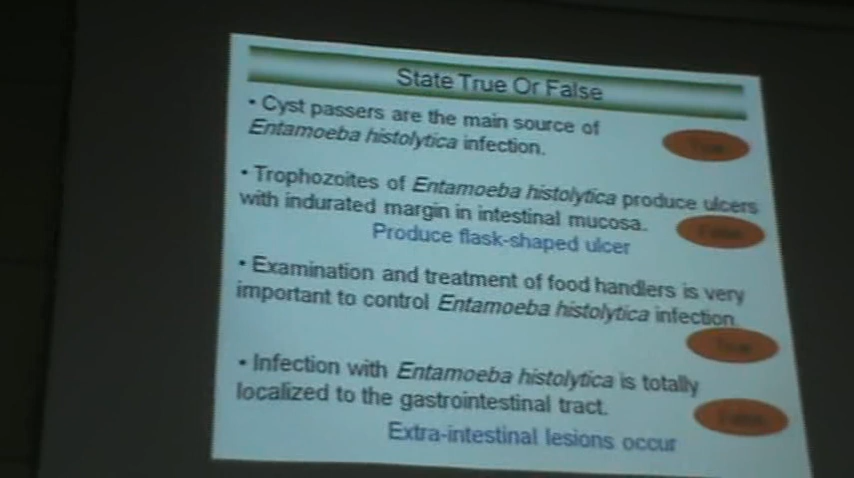 State True Or False
• Cyst passers are the main source of
Entamoeba histolytica infection.
True
• Trophozoites of Entamoeba histolytica produce ulcers
with indurated margin in intestinal mucosa.
False
Produce flask-shaped ulcer
• Examination and treatment of food handlers is very
important to control Entamoeba histolytica infection.
True
• Infection with Entamoeba histolytica is totally
localized to the gastrointestinal tract.
False
Extra-intestinal lesions occur